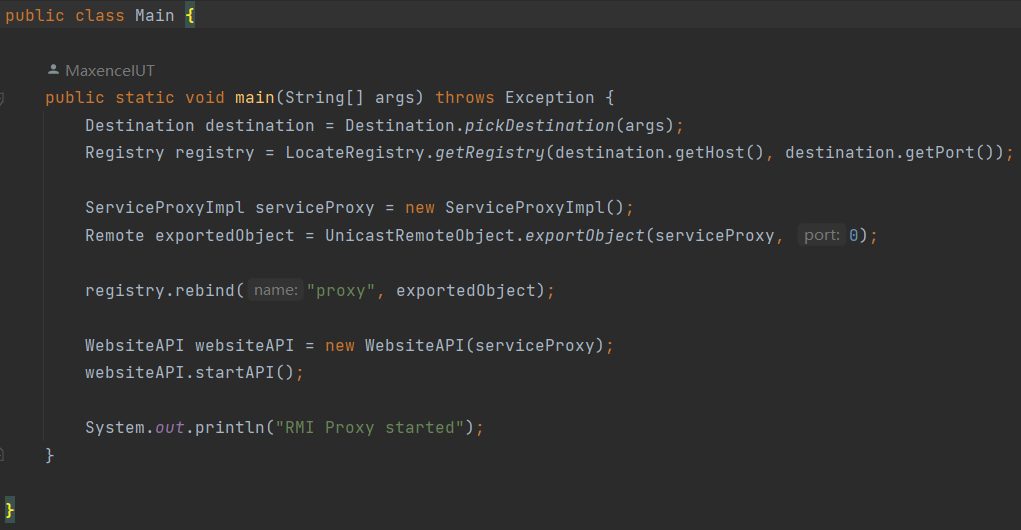 public class Main {
MaxenceIUT
public static void main(String[] args) throws Exception {
Destination destination = Destination.pickDestination(args);
Registry registry = LocateRegistry.getRegistry(destination.getHost(), destination.getPort());
ServiceProxyImpl serviceProxy = new ServiceProxyImpl();
Remote exportedObject = UnicastRemoteObject.exportObject(serviceProxy, port: 0);
registry.rebind( name: "proxy", exportedObject);
WebsiteAPI websiteAPI = new WebsiteAPI(serviceProxy);
websiteAPI.startAPI();
System.out.println("RMI Proxy started");
}
}